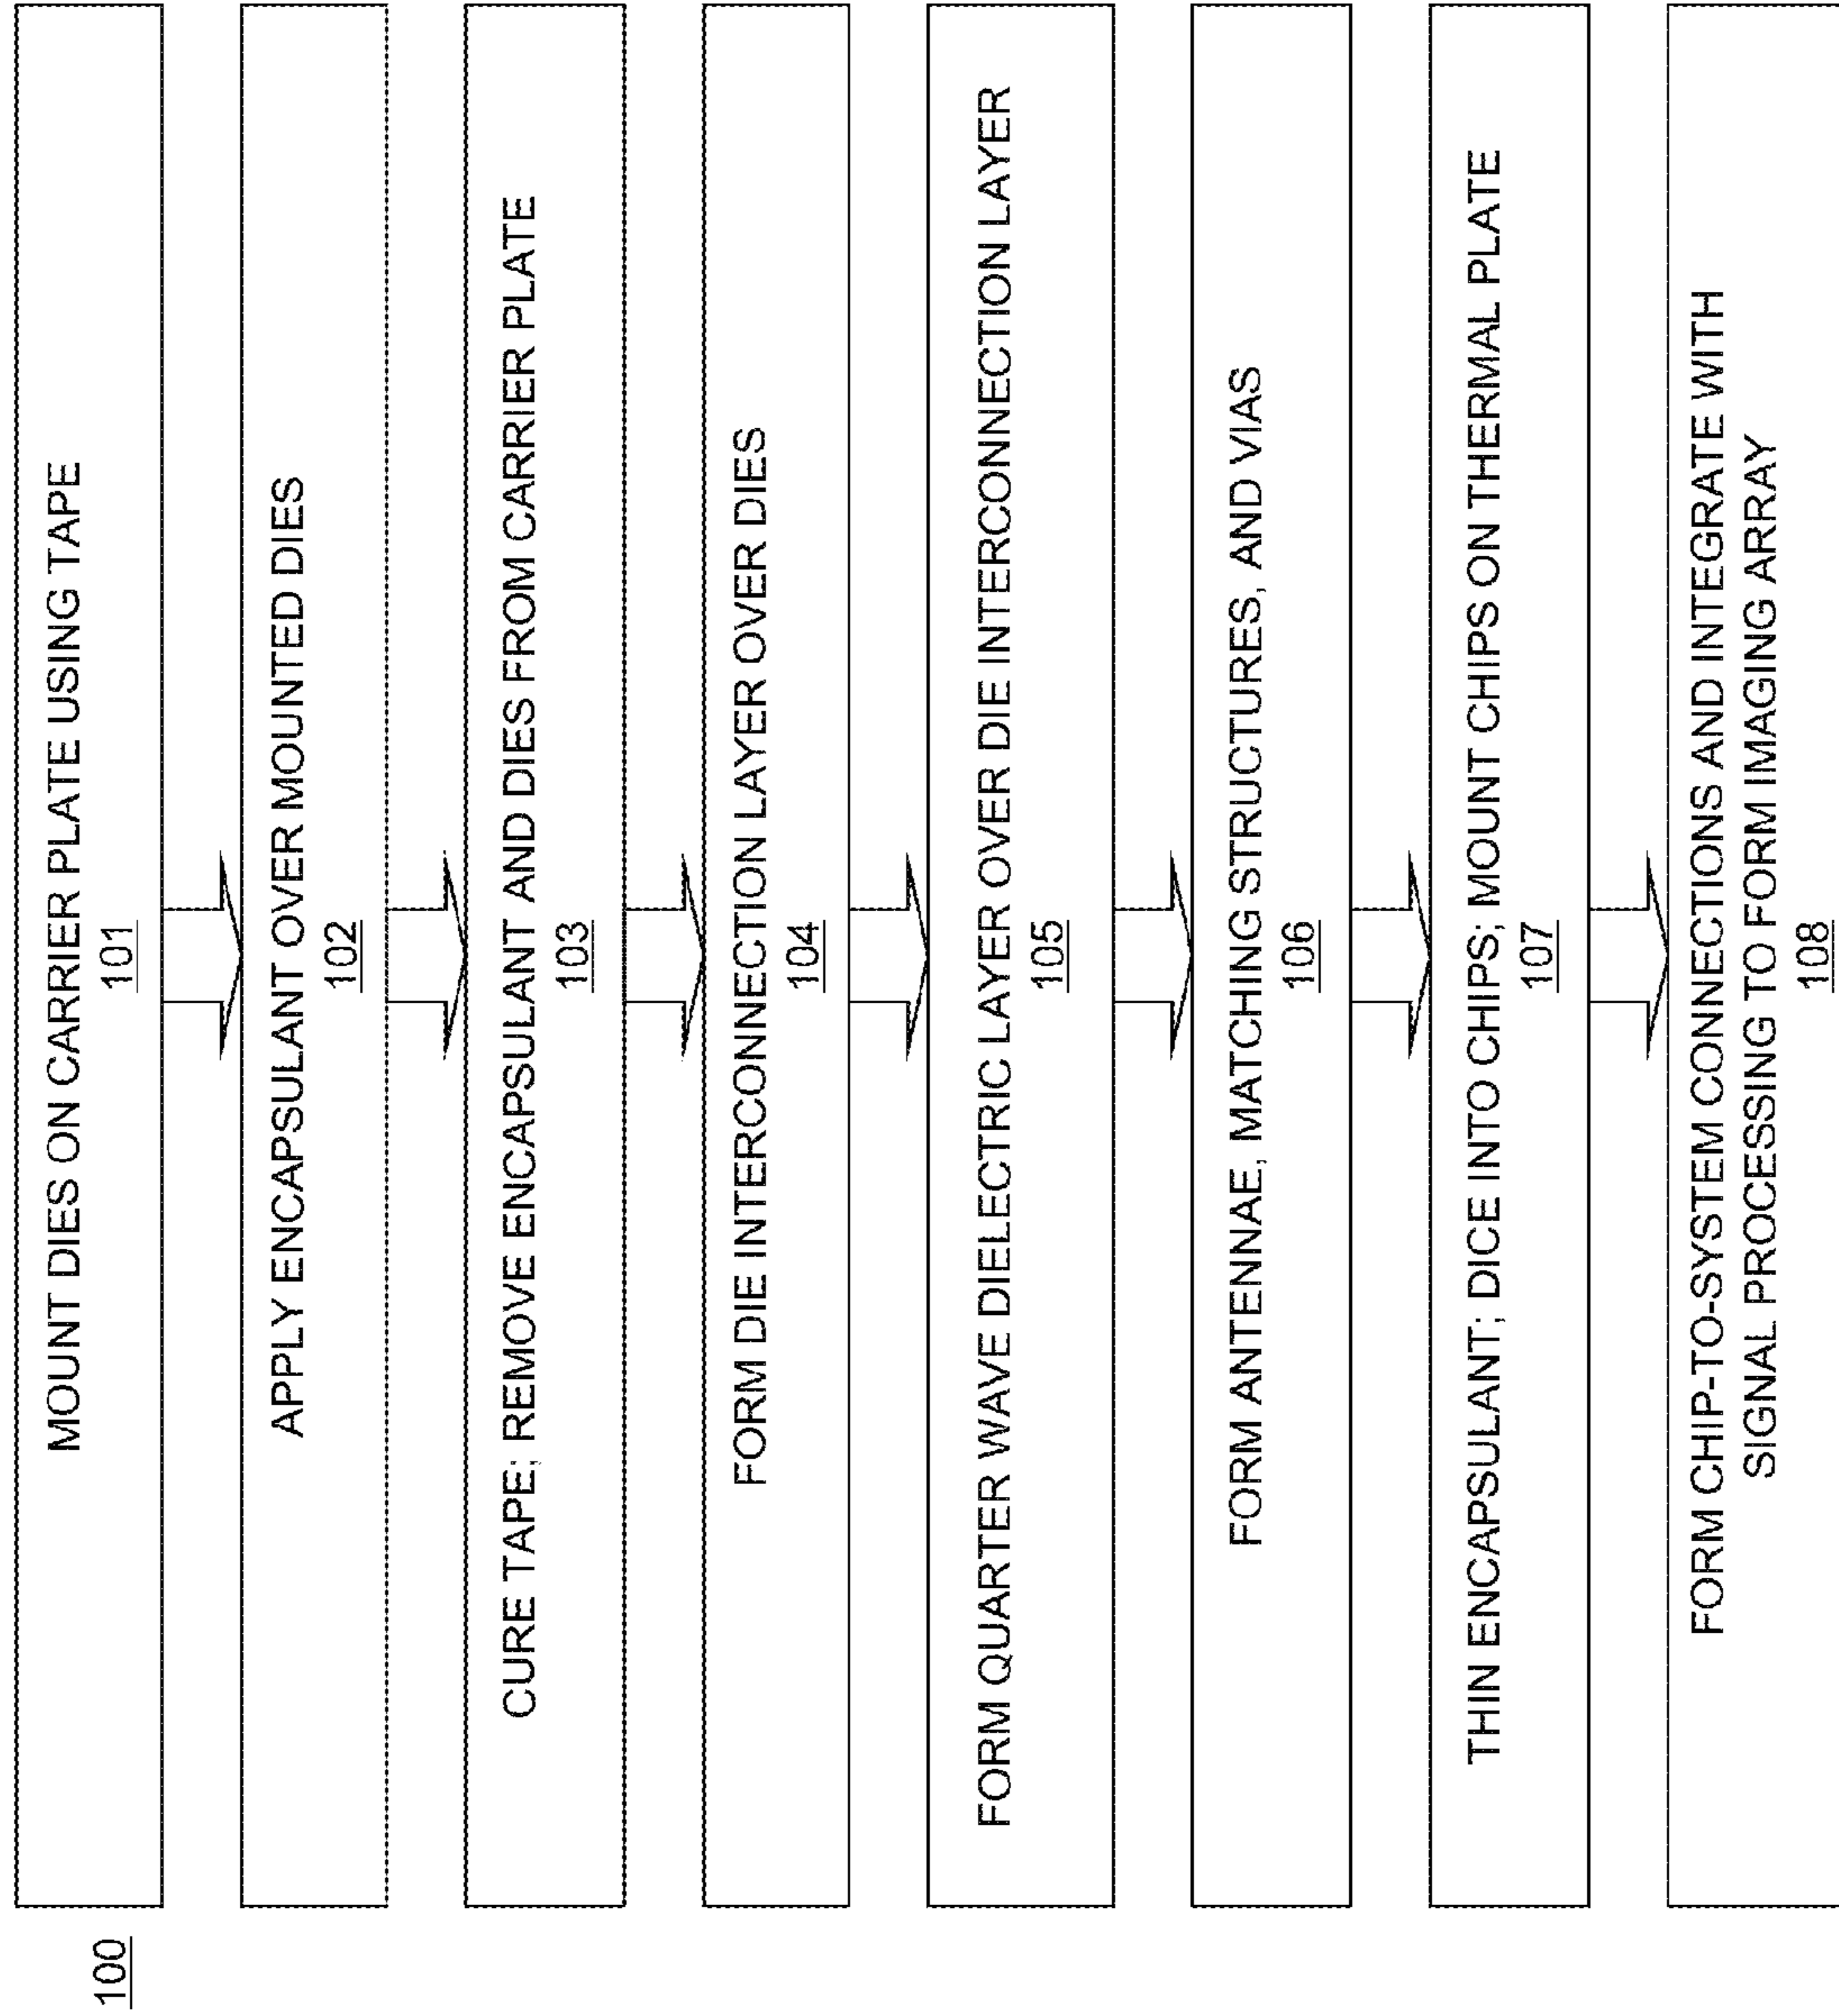 100
MOUNT DIES ON CARRIER PLATE USING TAPE
101
APPLY ENCAPSULANT OVER MOUNTED DIES
102
CURE TAPE; REMOVE ENCAPSULANT AND DIES FROM CARRIER PLATE
103
FORM DIE INTERCONNECTION LAYER OVER DIES
104
FORM QUARTER WAVE DIELECTRIC LAYER OVER DIE INTERCONNECTION LAYER
105
FORM ANTENNAE, MATCHING STRUCTURES, AND VIAS
106
THIN ENCAPSULANT; DICE INTO CHIPS; MOUNT CHIPS ON THERMAL PLATE
107
FORM CHIP-TO-SYSTEM CONNECTIONS AND INTEGRATE WITH
SIGNAL PROCESSING TO FORM IMAGING ARRAY
108